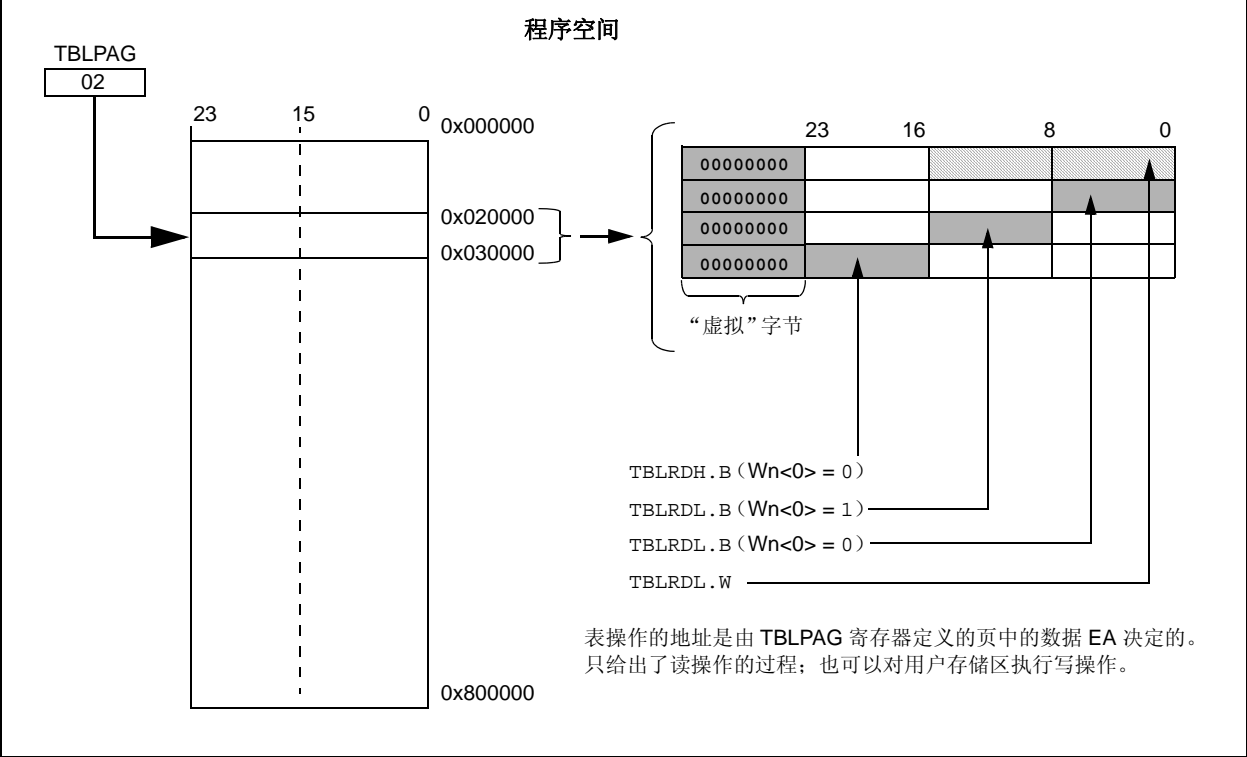 程序空间
TBLPAG
02
23 15 0
0x000000
0x020000
0x030000
0x800000
23 16 8 0
00000000
00000000
00000000
00000000
“虚拟”字节
TBLRDH.B（Wn<0> = 0）
TBLRDL.B（Wn<0> = 1）
TBLRDL.B（Wn<0> = 0）
TBLRDL.W
表操作的地址是由 TBLPAG 寄存器定义的页中的数据 EA 决定的。
只给出了读操作的过程；也可以对用户存储区执行写操作。